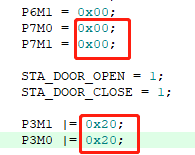 P6M1 = 0x00;
P7M0 = 0x00;
P7M1 = 0x00;
STA_DOOR_OPEN = 1;
STA_DOOR_CLOSE = 1;
P3M1 |= 0x20;
P3M0 |= 0x20;